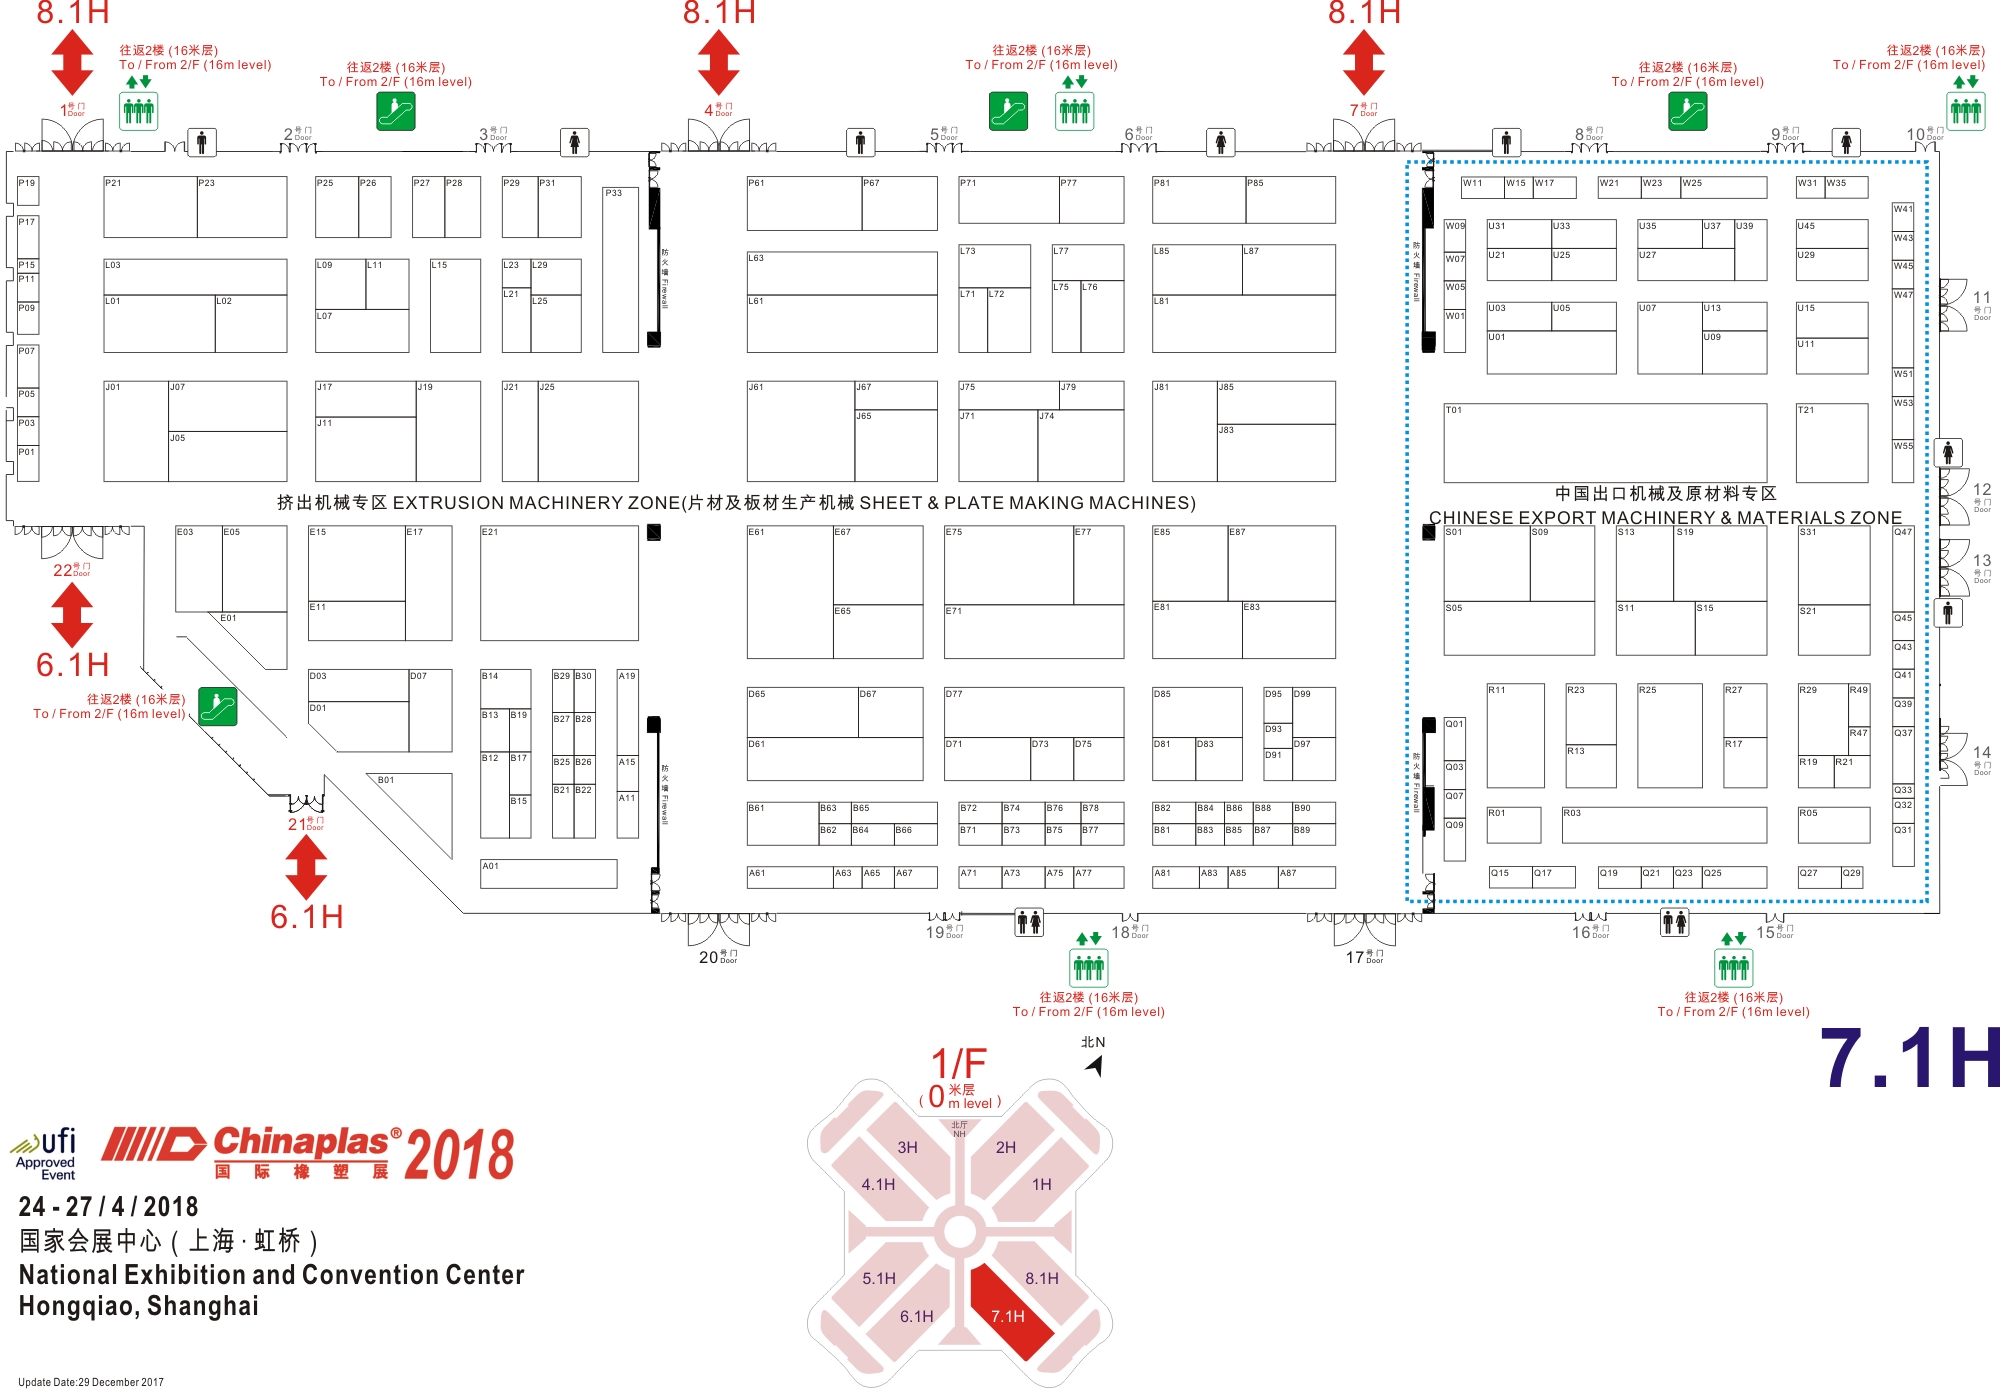 8.1H
8.1H
8.1H
往返2楼 (16米层)
To / From 2/F (16m level)
往返2楼 (16米层)
To / From 2/F (16m level)
往返2楼 (16米层)
To / From 2/F (16m level)
往返2楼 (16米层)
To / From 2/F (16m level)
往返2楼 (16米层)
To / From 2/F (16m level)
1号门 Door
2号门 Door
3号门 Door
4号门 Door
5号门 Door
6号门 Door
7号门 Door
8号门 Door
9号门 Door
10号门 Door
P19 P21 P23 P25 P26 P27 P28 P29 P31 P33 P61 P67 P71 P77 P81 P85
W11 W15 W17 W21 W23 W25 W31 W35 W41
P17
W09 U31 U33 U35 U37 U39 U45 W43
P15 L03 L09 L11 L15 L23 L29 L63 L73 L77 L85 L87
防火墙 Firewall
防火墙 Firewall
W07 U21 U25 U27 U29 W45
P11
L21 L25 L01 L02 L61 L71 L72 L75 L76 L81
W05 W47
P09 L07
W01 U03 U05 U07 U13 U15
11号门 Door
U01 U09 U11
P07
J01 J07 J17 J19 J21 J25 J61 J67 J75 J79 J81 J85
W51
P05
T01 T21 W53
P03 J05 J11 J65 J71 J74 J83
P01
W55
12号门 Door
挤出机械专区 EXTRUSION MACHINERY ZONE(片材及板材生产机械 SHEET & PLATE MAKING MACHINES)
中国出口机械及原材料专区
CHINESE EXPORT MACHINERY & MATERIALS ZONE
E03 E05 E15 E17 E21 E61 E67 E75 E77 E85 E87
S01 S09 S13 S19 S31 Q47
22号门 Door
13号门 Door
E01 E11 E65 E71 E81 E83
S05 S11 S15 S21 Q45
6.1H
Q43
往返2楼 (16米层)
To / From 2/F (16m level)
D03 D07 B14 B29 B30 A19 D65 D67 D77 D85 D95 D99
R11 R23 R25 R27 R29 R49 Q41
D01 B13 B19 B27 B28
D93 Q01 R47 Q39
D61 D71 D73 D75 D81 D83 D91 D97
R13 R17 Q37
B12 B17 B25 B26 A15
防火墙 Firewall
防火墙 Firewall
Q03 R19 R21
14号门 Door
B01 B15 B21 B22 A11
Q07 Q33
B61 B63 B65 B72 B74 B76 B78 B82 B84 B86 B88 B90
R01 R03 R05 Q32
B62 B64 B66 B71 B73 B75 B77 B81 B83 B85 B87 B89
Q09 Q31
21号门 Door
A01 A61 A63 A65 A67 A71 A73 A75 A77 A81 A83 A85 A87
Q15 Q17 Q19 Q21 Q23 Q25 Q27 Q29
6.1H
20号门 Door
19号门 Door
18号门 Door
17号门 Door
16号门 Door
15号门 Door
往返2楼 (16米层)
To / From 2/F (16m level)
往返2楼 (16米层)
To / From 2/F (16m level)
7.1H
北N
1/F
(0米层 m level)
北厅
NH
3H
2H
4.1H
1H
5.1H
8.1H
6.1H
7.1H
ufi
Approved
Event
Chinaplas® 2018
国际橡塑展
24 - 27 / 4 / 2018
国家会展中心 ( 上海 · 虹桥 )
National Exhibition and Convention Center
Hongqiao, Shanghai
Update Date:29 December 2017